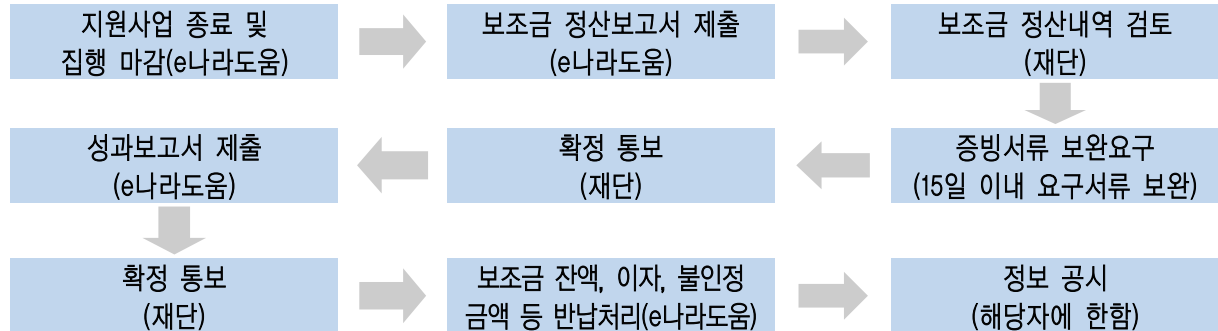 지원사업 종료 및
집행 마감(e나라도움)
보조금 정산보고서 제출
(e나라도움)
보조금 정산내역 검토
(재단)
증빙서류 보완요구
(15일 이내 요구서류 보완)
확정 통보
(재단)
성과보고서 제출
(e나라도움)
확정 통보
(재단)
보조금 잔액, 이자, 불인정
금액 등 반납처리(e나라도움)
정보 공시
(해당자에 한함)